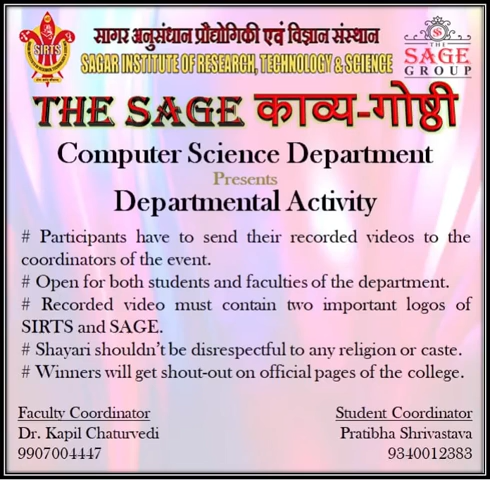 सागर अनुसंधान प्रौद्योगिकी एवं विज्ञान संस्थान
SIRTS
SAGAR INSTITUTE OF RESEARCH, TECHNOLOGY & SCIENCE
THE
SAGE
GROUP
THE SAGE काव्य-गोष्ठी
Computer Science Department
Presents
Departmental Activity
# Participants have to send their recorded videos to the
coordinators of the event.
# Open for both students and faculties of the department.
# Recorded video must contain two important logos of
SIRTS and SAGE.
# Shayari shouldn't be disrespectful to any religion or caste.
# Winners will get shout-out on official pages of the college.
Faculty Coordinator
Dr. Kapil Chaturvedi
9907004447
Student Coordinator
Pratibha Shrivastava
9340012383